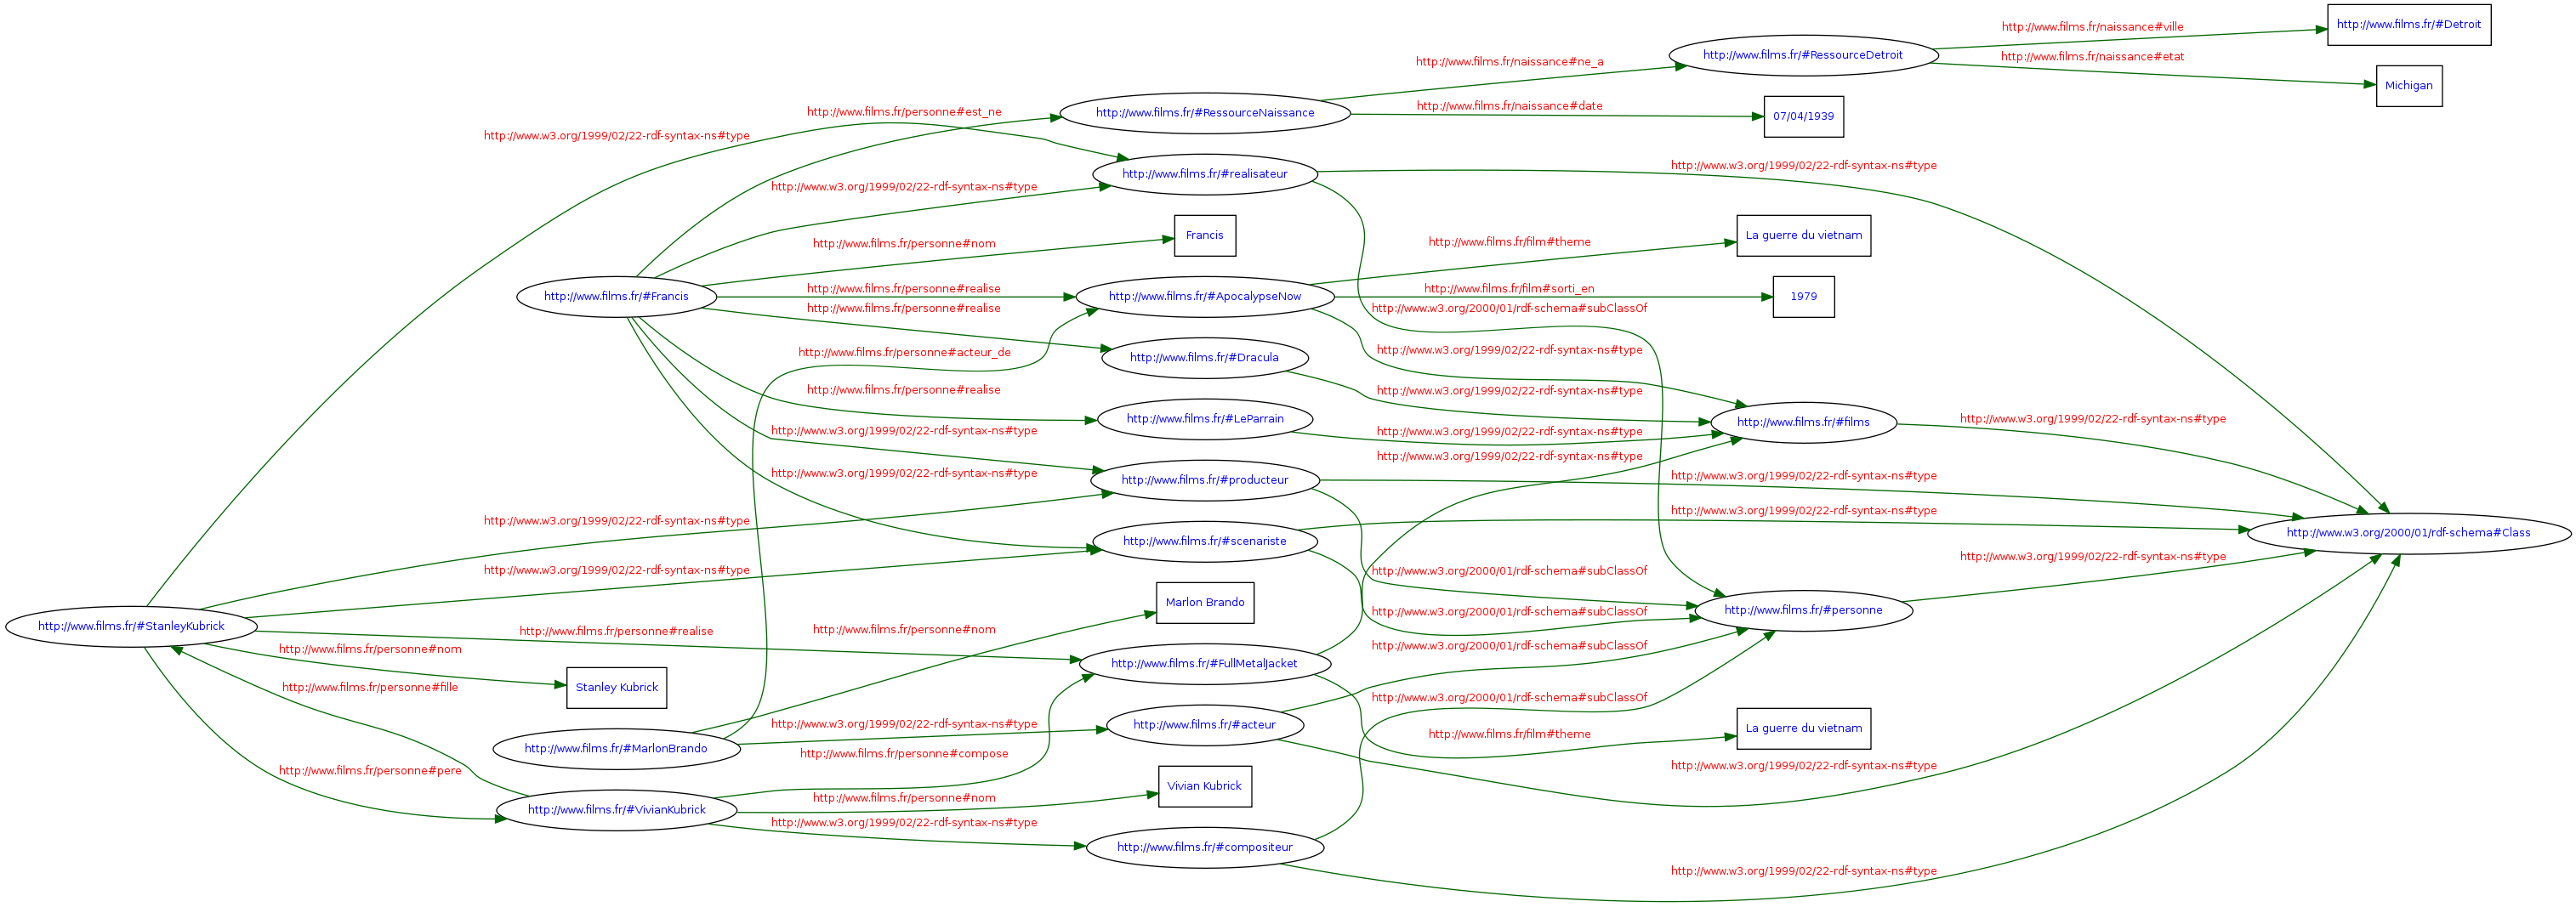 http://www.films.fr/#Detroit
http://www.films.fr/naissance#ville
http://www.films.fr/#RessourceDetroit
http://www.films.fr/naissance#etat
http://www.films.fr/naissance#ne_a
Michigan
http://www.films.fr/naissance#date
http://www.films.fr/personne#est_ne
http://www.films.fr/#RessourceNaissance
07/04/1939
http://www.w3.org/1999/02/22-rdf-syntax-ns#type
http://www.w3.org/1999/02/22-rdf-syntax-ns#type
http://www.films.fr/#realisateur
http://www.w3.org/1999/02/22-rdf-syntax-ns#type
http://www.films.fr/personne#nom
Francis
http://www.films.fr/film#theme
La guerre du vietnam
http://www.films.fr/#Francis
http://www.films.fr/personne#realise
http://www.films.fr/#ApocalypseNow
http://www.films.fr/film#sorti_en
1979
http://www.films.fr/personne#realise
http://www.w3.org/2000/01/rdf-schema#subClassOf
http://www.films.fr/personne#acteur_de
http://www.films.fr/#Dracula
http://www.w3.org/1999/02/22-rdf-syntax-ns#type
http://www.films.fr/personne#realise
http://www.w3.org/1999/02/22-rdf-syntax-ns#type
http://www.films.fr/#LeParrain
http://www.films.fr/#films
http://www.w3.org/1999/02/22-rdf-syntax-ns#type
http://www.w3.org/1999/02/22-rdf-syntax-ns#type
http://www.w3.org/1999/02/22-rdf-syntax-ns#type
http://www.w3.org/1999/02/22-rdf-syntax-ns#type
http://www.w3.org/1999/02/22-rdf-syntax-ns#type
http://www.films.fr/#producteur
http://www.w3.org/1999/02/22-rdf-syntax-ns#type
http://www.w3.org/1999/02/22-rdf-syntax-ns#type
http://www.w3.org/1999/02/22-rdf-syntax-ns#type
http://www.films.fr/#scenariste
http://www.w3.org/2000/01/rdf-schema#Class
http://www.w3.org/1999/02/22-rdf-syntax-ns#type
http://www.w3.org/2000/01/rdf-schema#subClassOf
http://www.w3.org/1999/02/22-rdf-syntax-ns#type
Marlon Brando
http://www.w3.org/2000/01/rdf-schema#subClassOf
http://www.films.fr/#personne
http://www.films.fr/#StanleyKubrick
http://www.films.fr/personne#realise
http://www.films.fr/personne#nom
http://www.films.fr/personne#nom
http://www.w3.org/2000/01/rdf-schema#subClassOf
http://www.films.fr/#FullMetalJacket
http://www.films.fr/personne#fille
Stanley Kubrick
http://www.w3.org/2000/01/rdf-schema#subClassOf
http://www.films.fr/#MarlonBrando
http://www.w3.org/1999/02/22-rdf-syntax-ns#type
http://www.films.fr/#acteur
http://www.films.fr/film#theme
La guerre du vietnam
http://www.films.fr/personne#compose
http://www.w3.org/1999/02/22-rdf-syntax-ns#type
http://www.films.fr/personne#pere
Vivian Kubrick
http://www.films.fr/personne#nom
http://www.films.fr/#VivianKubrick
http://www.w3.org/1999/02/22-rdf-syntax-ns#type
http://www.films.fr/#compositeur
http://www.w3.org/1999/02/22-rdf-syntax-ns#type